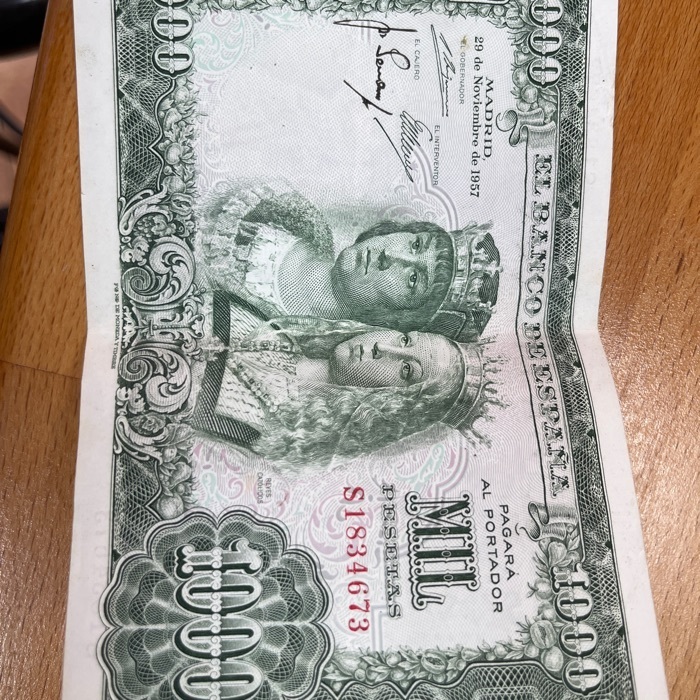 1000
1000
EL BANCO DE ESPAÑA
MADRID,
29 de Noviembre de 1957
EL GOBERNADOR
EL INTERVENTOR
EL CAJERO
PAGARÁ
AL PORTADOR
MIL
PESETAS
S1834673
REYES
CATÓLICOS
1000
1000